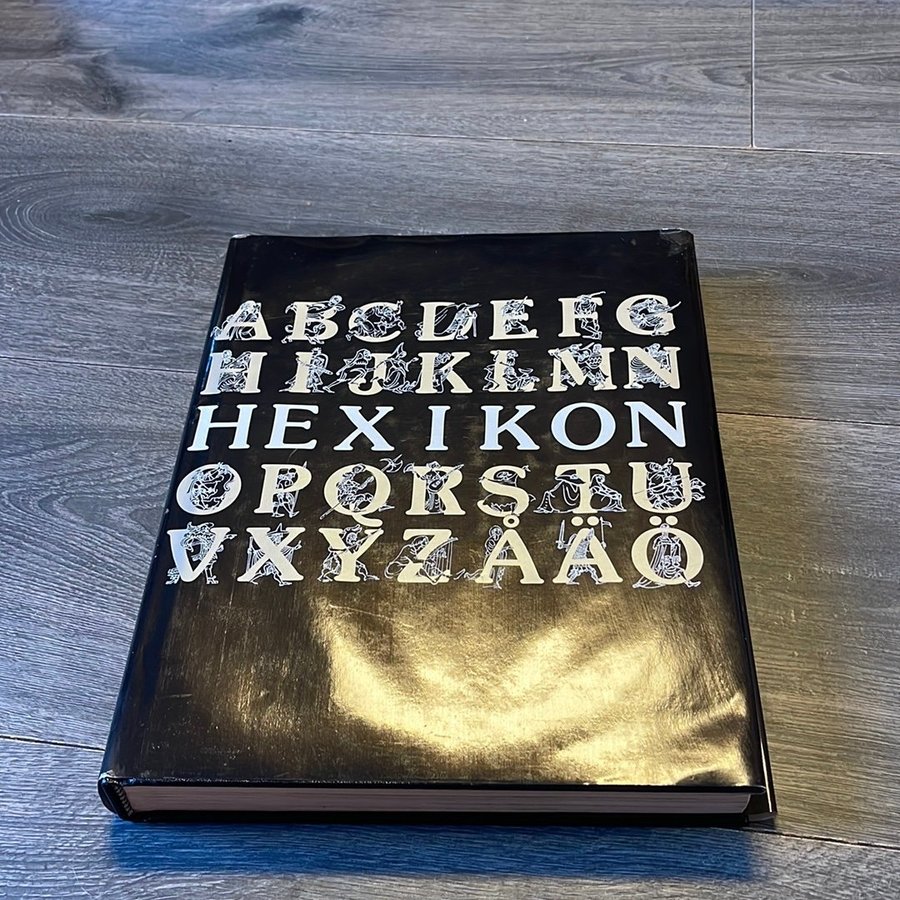 ABCDEFG
HIJKLMN
HEXIKON
OPQRSTU
VXYZÅÄÖ